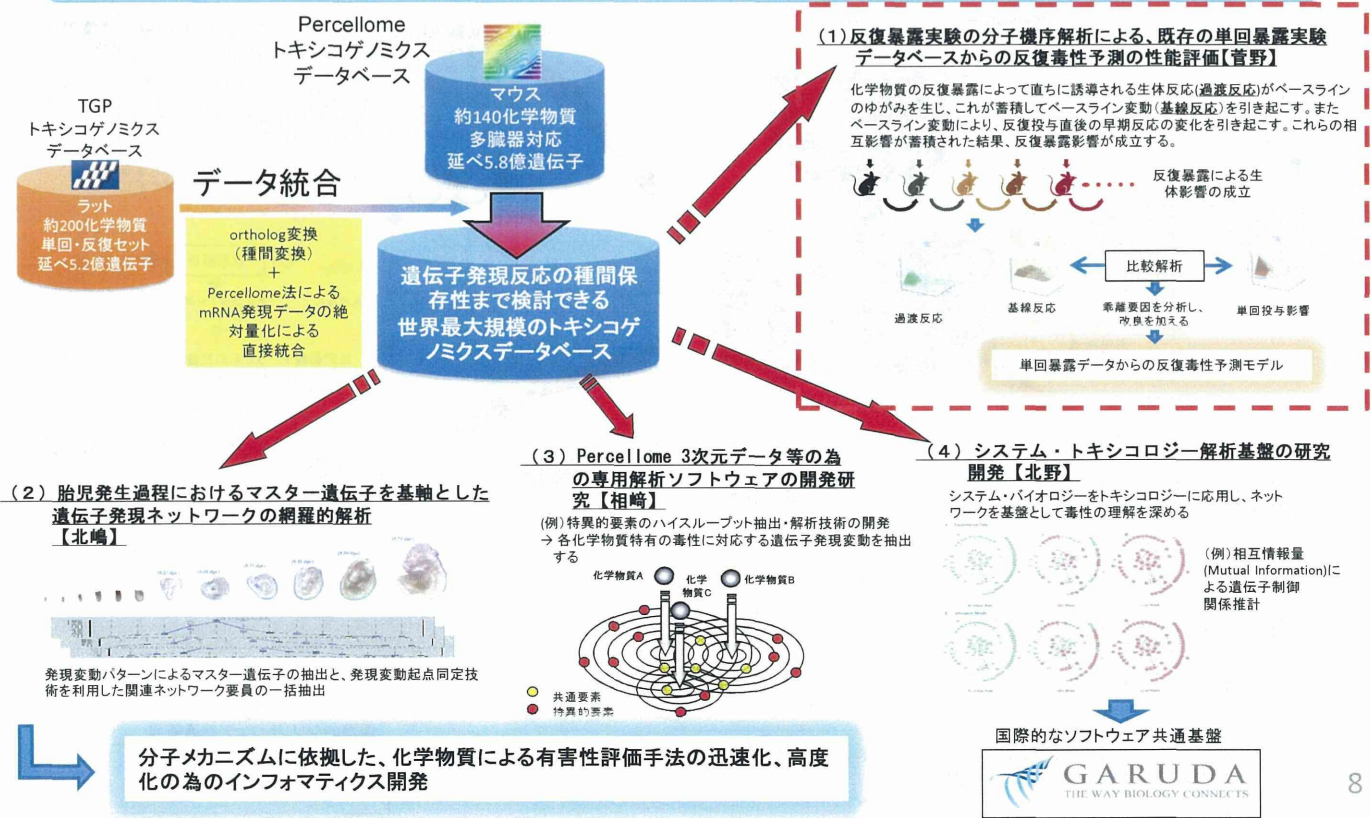 Percellome
トキシコゲノミクス
データベース
マウス
約140化学物質
多臓器対応
延べ5.8億遺伝子
TGP
トキシコゲノミクス
データベース
ラット
約200化学物質
単回・反復セット
延べ5.2億遺伝子
データ統合
ortholog変換
(種間変換)
+
Percellome法による
mRNA発現データの絶
対量化による
直接統合
遺伝子発現反応の種間保
存性まで検討できる
世界最大規模のトキシコゲ
ノミクスデータベース
(1)反復暴露実験の分子機序解析による、既存の単回暴露実験
データベースからの反復毒性予測の性能評価【菅野】
化学物質の反復暴露によって直ちに誘導される生体反応(過渡反応)がベースライン
のゆがみを生じ、これが蓄積してベースライン変動(基線反応)を引き起こす。また
ベースライン変動により、反復投与直後の早期反応の変化を引き起こす。これらの相
互影響が蓄積された結果、反復暴露影響が成立する。
反復暴露による生
体影響の成立
過渡反応
基線反応
比較解析
乖離要因を分析し、
改良を加える
単回投与影響
単回暴露データからの反復毒性予測モデル
(2) 胎児発生過程におけるマスター遺伝子を基軸とした
遺伝子発現ネットワークの網羅的解析
【北嶋】
発現変動パターンによるマスター遺伝子の抽出と、発現変動起点同定技
術を利用した関連ネットワーク要員の一括抽出
(3) Percellome 3次元データ等の為
の専用解析ソフトウェアの開発研
究【相﨑】
(例)特異的要素のハイスループット抽出・解析技術の開発
→ 各化学物質特有の毒性に対応する遺伝子発現変動を抽出
する
化学物質A
化学
物質C
化学物質B
共通要素
特異的要素
(4) システム・トキシコロジー解析基盤の研究
開発【北野】
システム・バイオロジーをトキシコロジーに応用し、ネット
ワークを基盤として毒性の理解を深める
(例)相互情報量
(Mutual Information)に
よる遺伝子制御
関係推計
国際的なソフトウェア共通基盤
GARUDA
THE WAY BIOLOGY CONNECTS
分子メカニズムに依拠した、化学物質による有害性評価手法の迅速化、高度
化の為のインフォマティクス開発
8